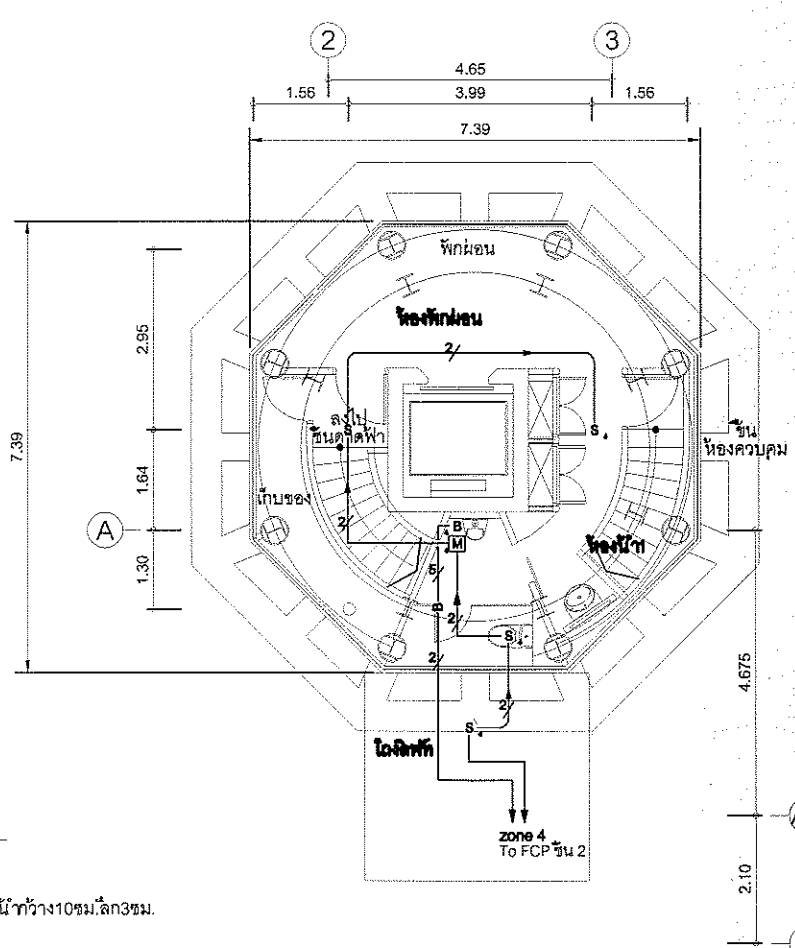 2
3
4.65
1.56
3.99
1.56
7.39
พักผ่อน
ห้องพักผ่อน
2
2.95
7.39
ลงไป
ชั้นดาดฟ้า
S
S
ขึ้น
ห้องควบคุม
1.64
เก็บของ
A
2
B
M
ห้องน้ำ1
1.30
5
B
2
S
2
4.675
2
S
โถงลิฟท์
zone 4
To FCP ชั้น 2
2.10
น้ำกว้าง10ซม.ลึก3ซม.